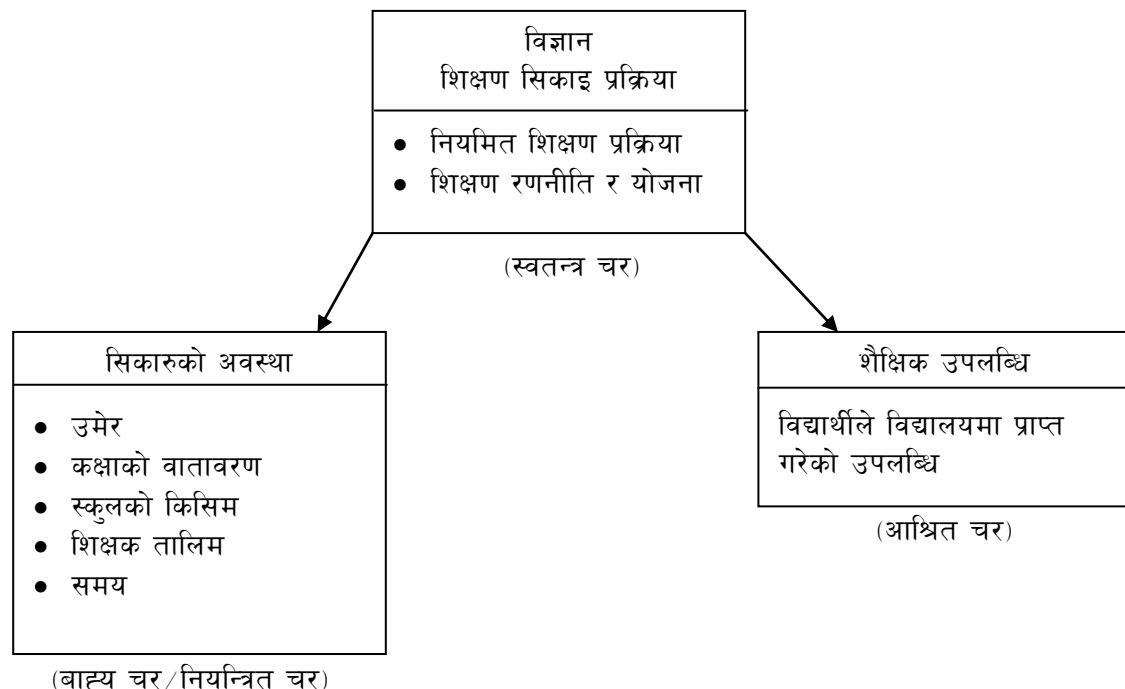 विज्ञान
शिक्षण सिकाइ प्रक्रिया
● नियमित शिक्षण प्रक्रिया
● शिक्षण रणनीति र योजना
(स्वतन्त्र चर)
सिकारुको अवस्था
● उमेर
● कक्षाको वातावरण
● स्कुलको किसिम
● शिक्षक तालिम
● समय
(बाह्य चर/नियन्त्रित चर)
शैक्षिक उपलब्धि
विद्यार्थीले विद्यालयमा प्राप्त
गरेको उपलब्धि
(आश्रित चर)